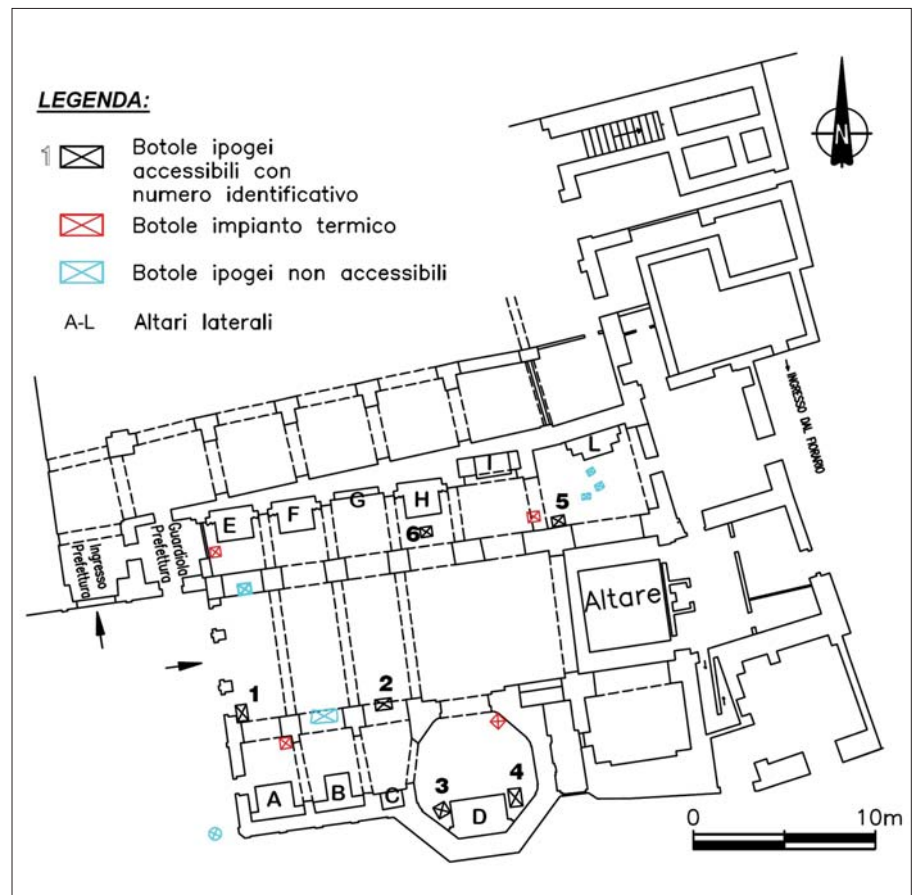 LEGENDA:
1
Botole ipogei
accessibili con
numero identificativo
Botole impianto termico
Botole ipogei non accessibili
A-L Altari laterali
N
INGRESSO DAL FIORARIO
L
I
H
G
F
E
5
6
Guardiola
Prefettura
Ingresso
Prefettura
Altare
1
2
3
4
A
B
C
D
0
10m